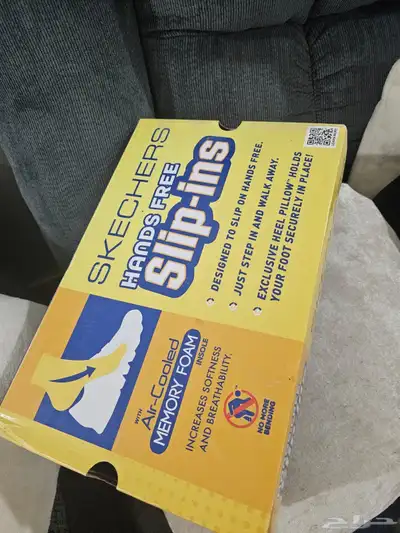 SKECHERS
HANDS FREE
Slip-ins
DESIGNED TO SLIP ON HANDS FREE.
JUST STEP IN AND WALK AWAY.
EXCLUSIVE HEEL PILLOW™ HOLDS
YOUR FOOT SECURELY IN PLACE!
WITH
Air-Cooled
MEMORY FOAM
INSOLE
INCREASES SOFTNESS
AND BREATHABILITY.
NO MORE
BENDING
حراج